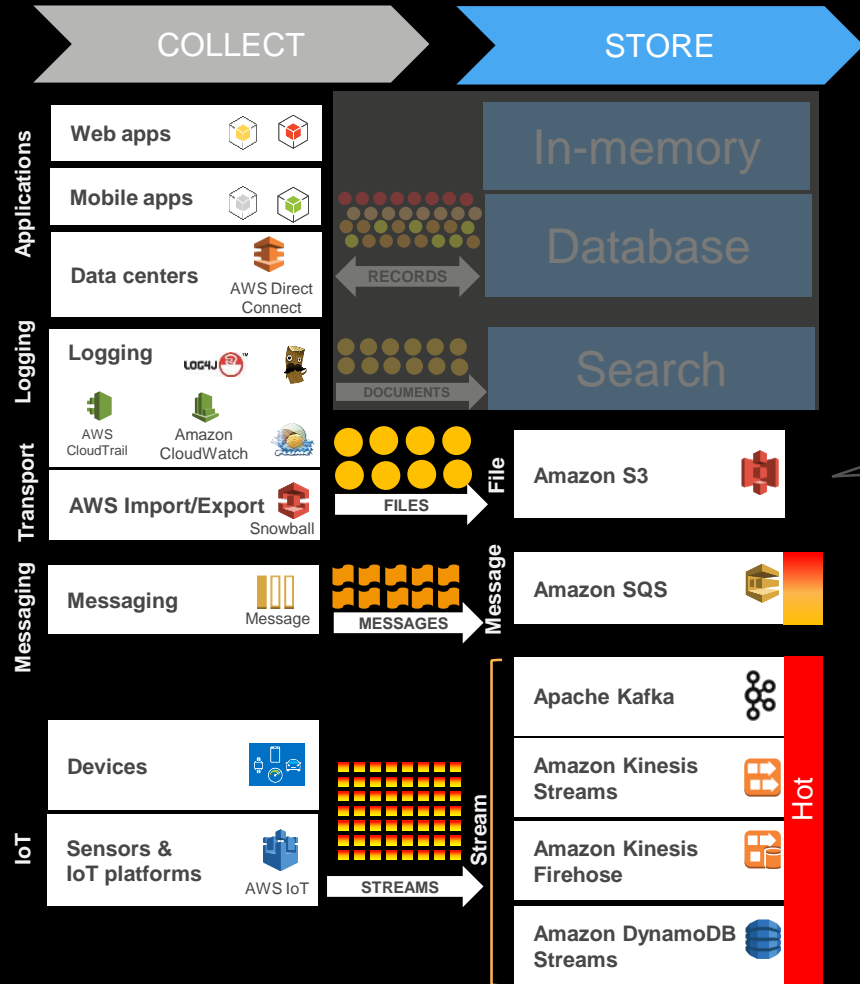 COLLECT
STORE
Applications
Web apps
Mobile apps
Data centers
AWS Direct
Connect
RECORDS
In-memory
Database
Logging
Logging
LOG4J™
AWS
CloudTrail
Amazon
CloudWatch
DOCUMENTS
Search
Transport
AWS Import/Export
Snowball
FILES
File
Amazon S3
Messaging
Messaging
Message
MESSAGES
Message
Amazon SQS
IoT
Devices
Sensors &
IoT platforms
AWS IoT
STREAMS
Stream
Apache Kafka
Amazon Kinesis
Streams
Amazon Kinesis
Firehose
Amazon DynamoDB
Streams
Hot